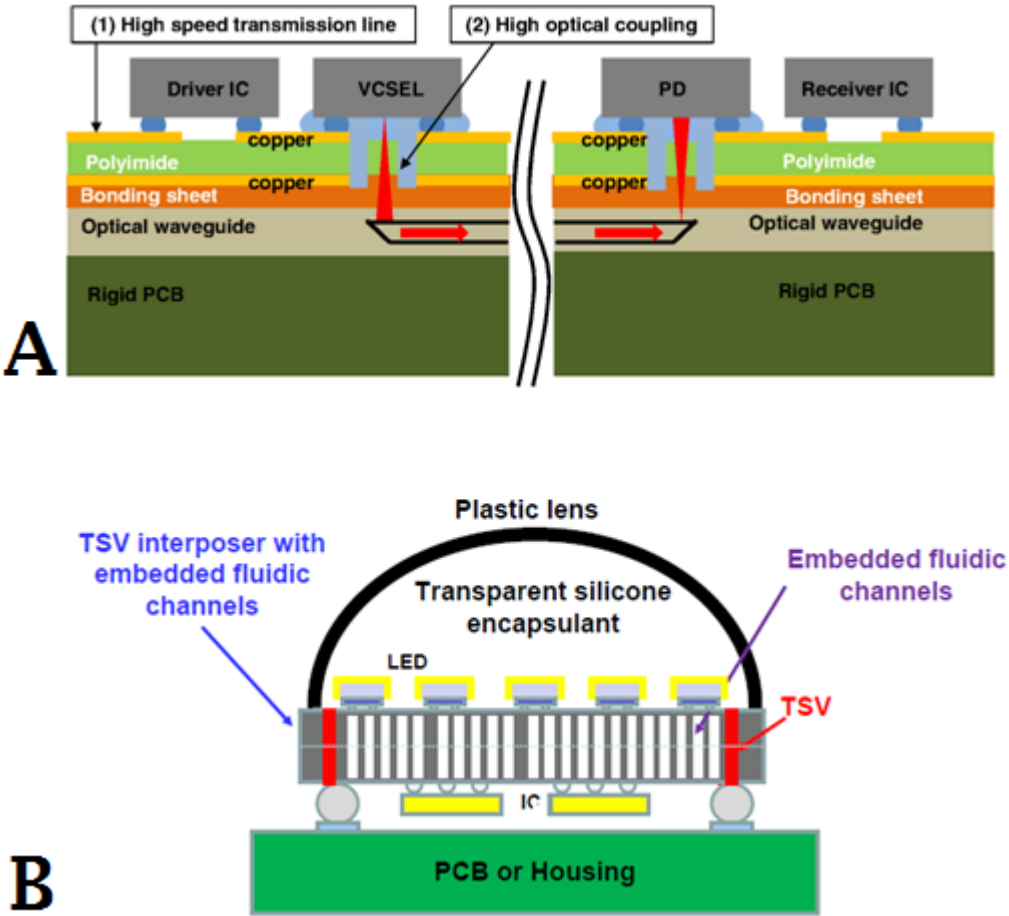 (1) High speed transmission line
(2) High optical coupling
Driver IC
VCSEL
PD
Receiver IC
copper
copper
Polyimide
Polyimide
copper
copper
Bonding sheet
Bonding sheet
Optical waveguide
Optical waveguide
Rigid PCB
Rigid PCB
A
Plastic lens
TSV interposer with
embedded fluidic
channels
Embedded fluidic
channels
Transparent silicone
encapsulant
LED
TSV
IC
PCB or Housing
B